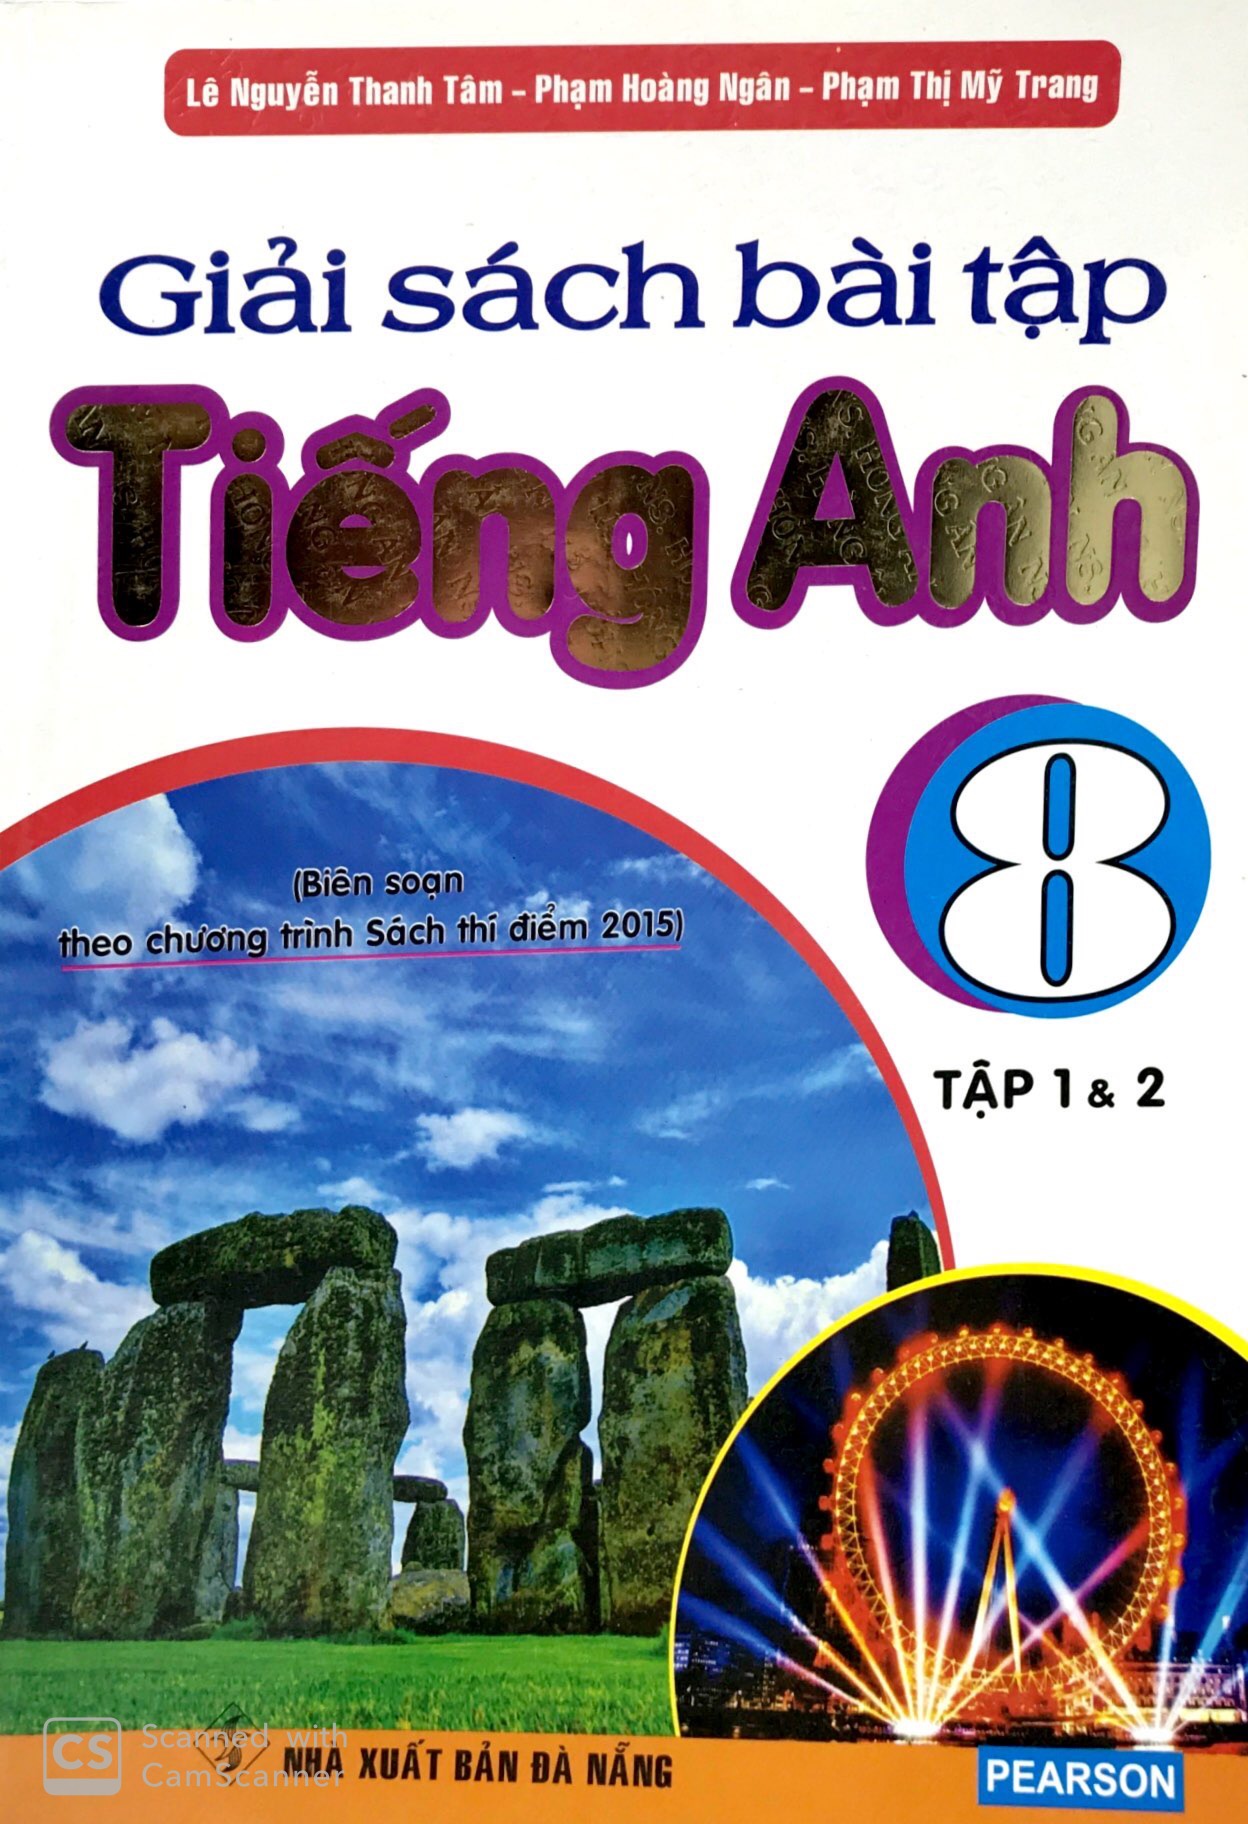 Lê Nguyễn Thanh Tâm – Phạm Hoàng Ngân – Phạm Thị Mỹ Trang
Giải sách bài tập
Tiếng Anh
8
(Biên soạn
theo chương trình Sách thí điểm 2015)
TẬP 1 & 2
CS Scanned with
CamScanner
NHÀ XUẤT BẢN ĐÀ NẴNG
PEARSON